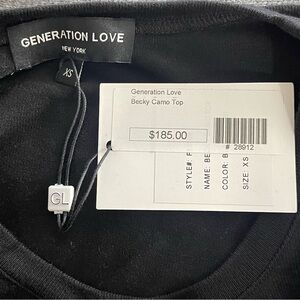 GENERATION LOVE
NEW YORK
XS
Generation Love
Becky Camo Top
$185.00
# 28912
STYLE#: F
NAME: BE
COLOR: B
SIZE: XS
GL